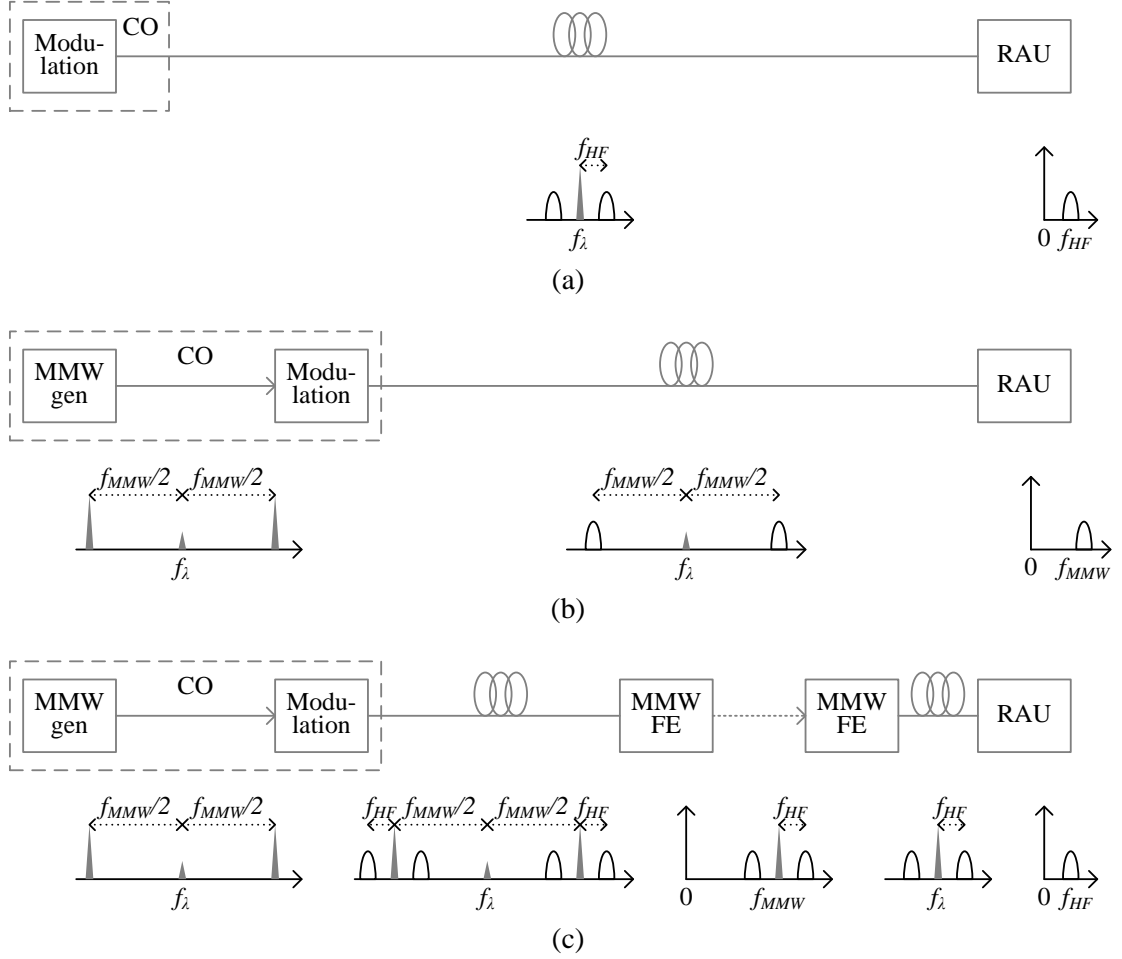 CO
Modu-
lation
RAU
f_HF
f_λ
0 f_HF
(a)
CO
MMW
gen
Modu-
lation
RAU
f_MMW/2 f_MMW/2
f_MMW/2 f_MMW/2
f_λ
f_λ
0 f_MMW
(b)
CO
MMW
gen
Modu-
lation
MMW
FE
MMW
FE
RAU
f_MMW/2 f_MMW/2
f_HF f_MMW/2 f_MMW/2 f_HF
f_HF
f_HF
f_λ
f_λ
0 f_MMW
f_λ
0 f_HF
(c)